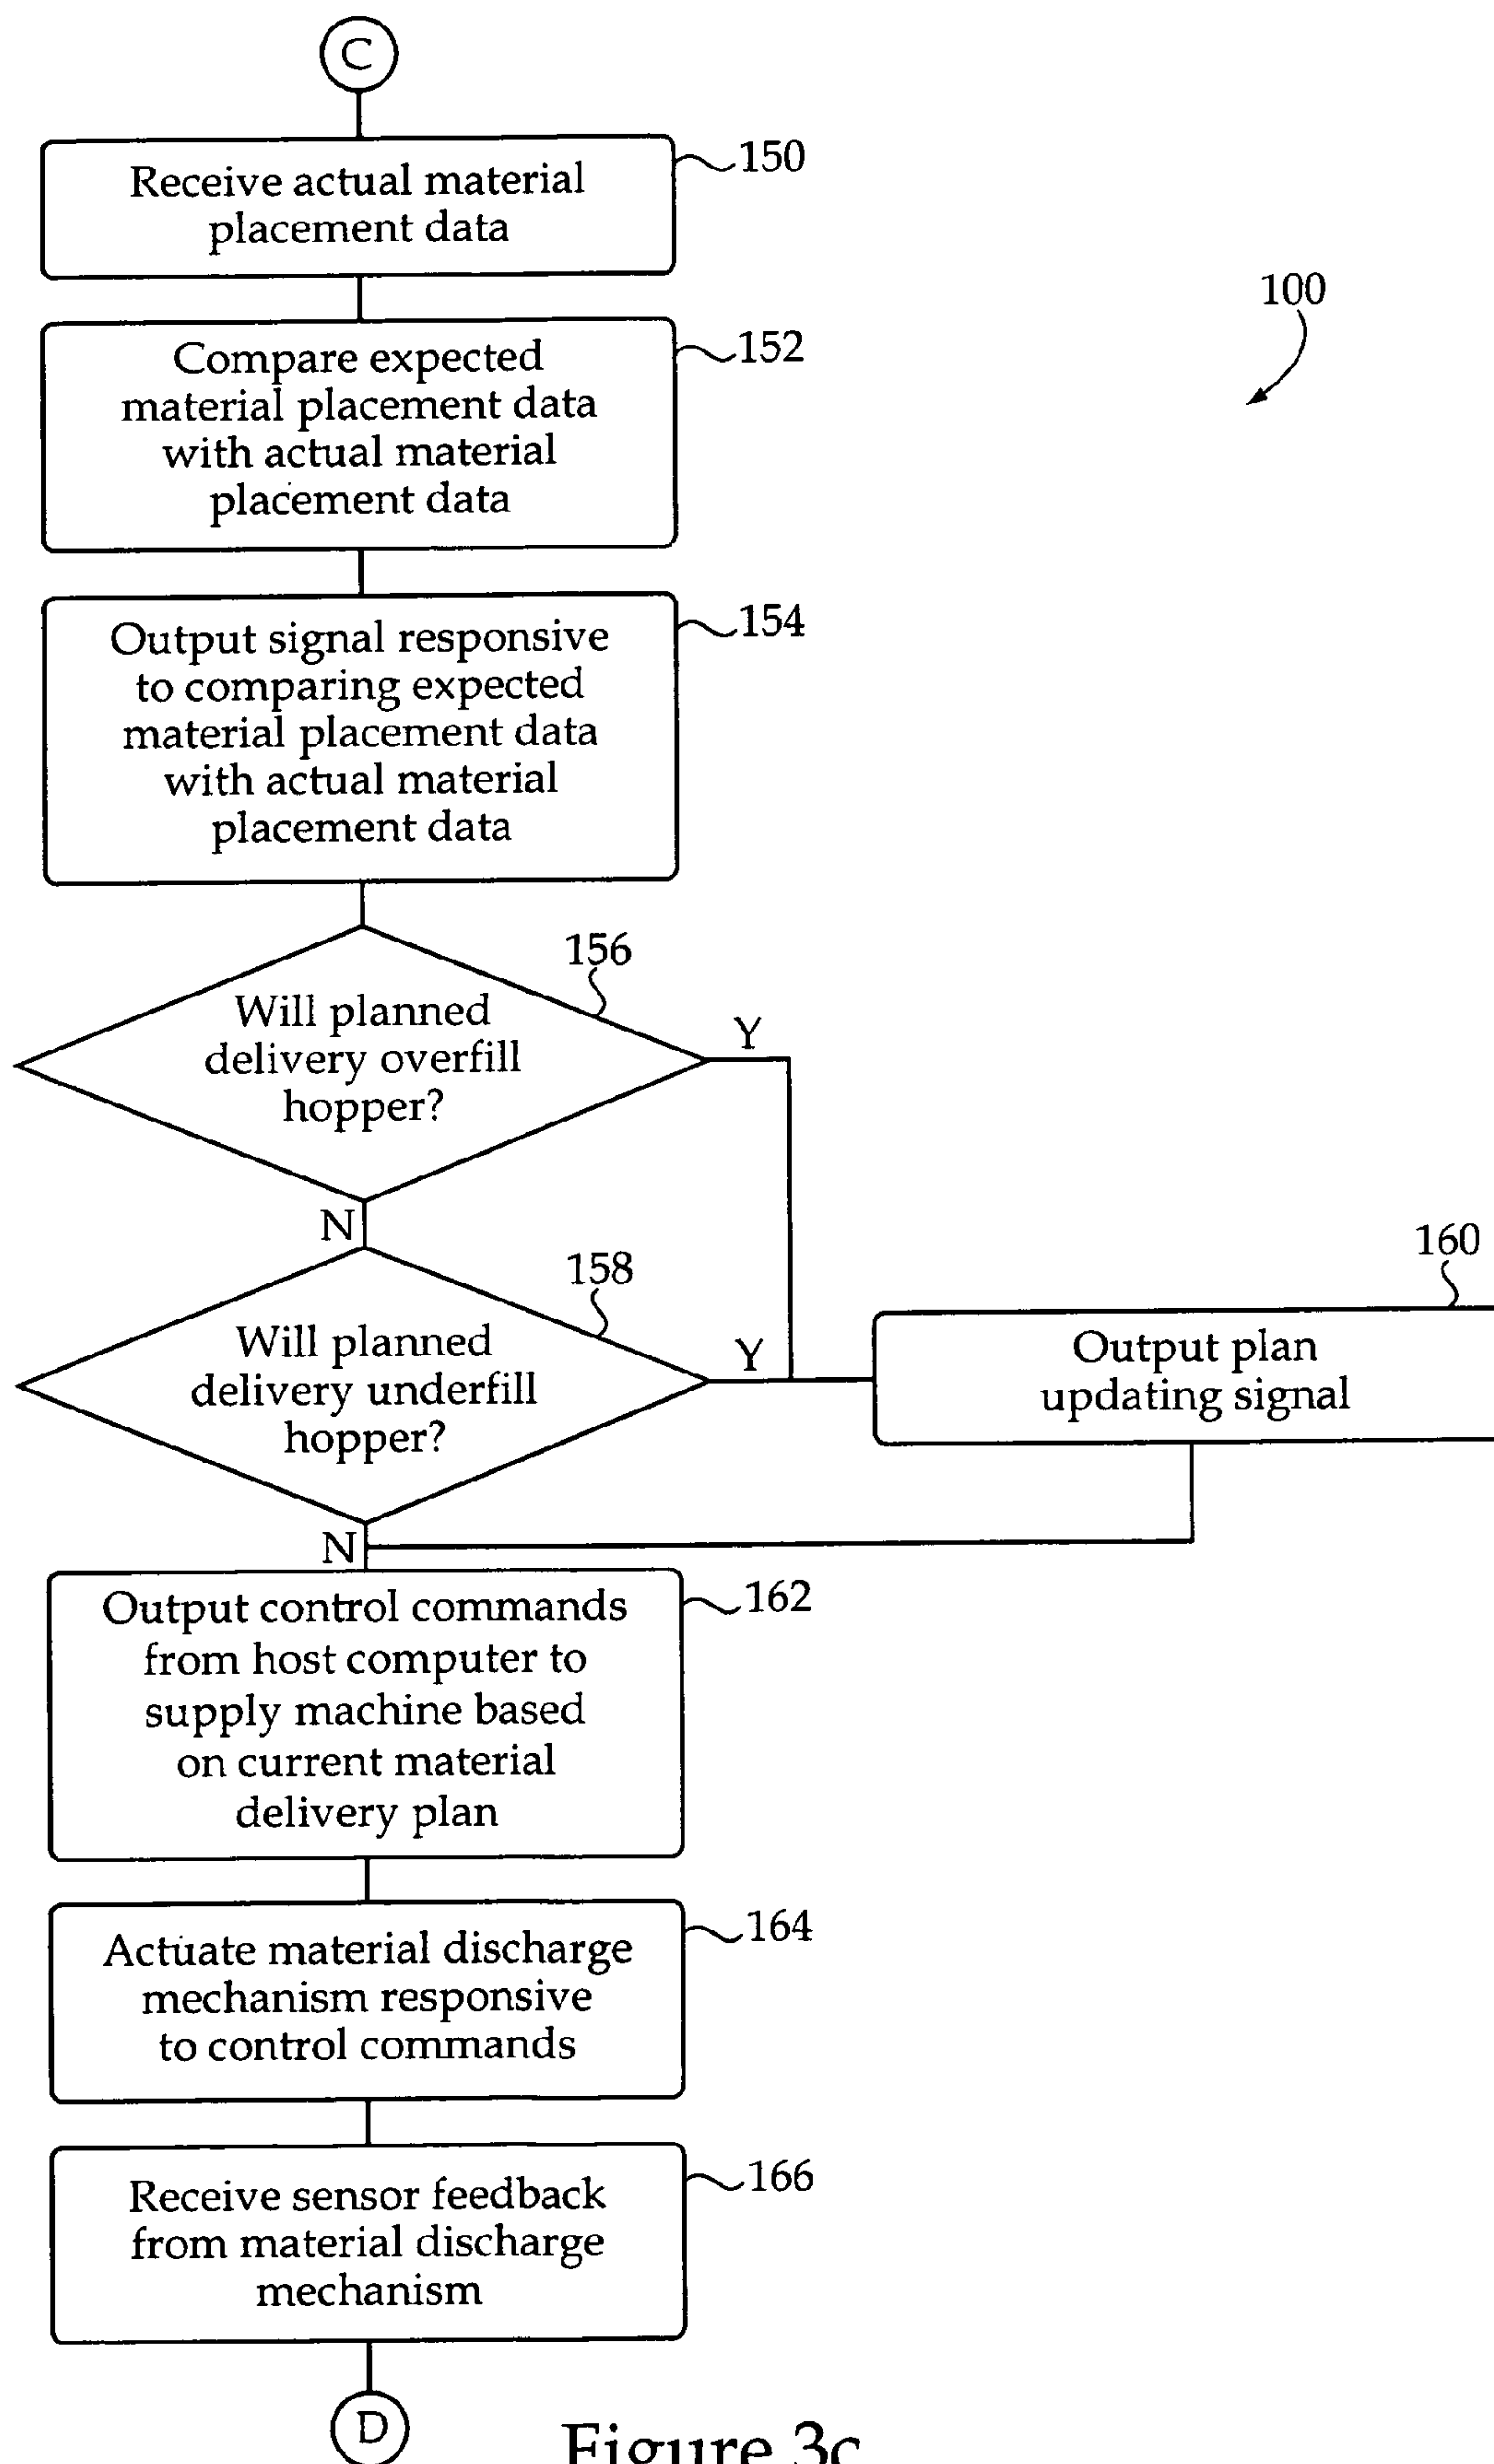 C
Receive actual material
placement data
150
100
Compare expected
material placement data
with actual material
placement data
152
Output signal responsive
to comparing expected
material placement data
with actual material
placement data
154
156
Will planned
delivery overfill
hopper?
Y
N
158
Will planned
delivery underfill
hopper?
Y
160
Output plan
updating signal
N
Output control commands
from host computer to
supply machine based
on current material
delivery plan
162
Actuate material discharge
mechanism responsive
to control commands
164
Receive sensor feedback
from material discharge
mechanism
166
D
Figure 3c